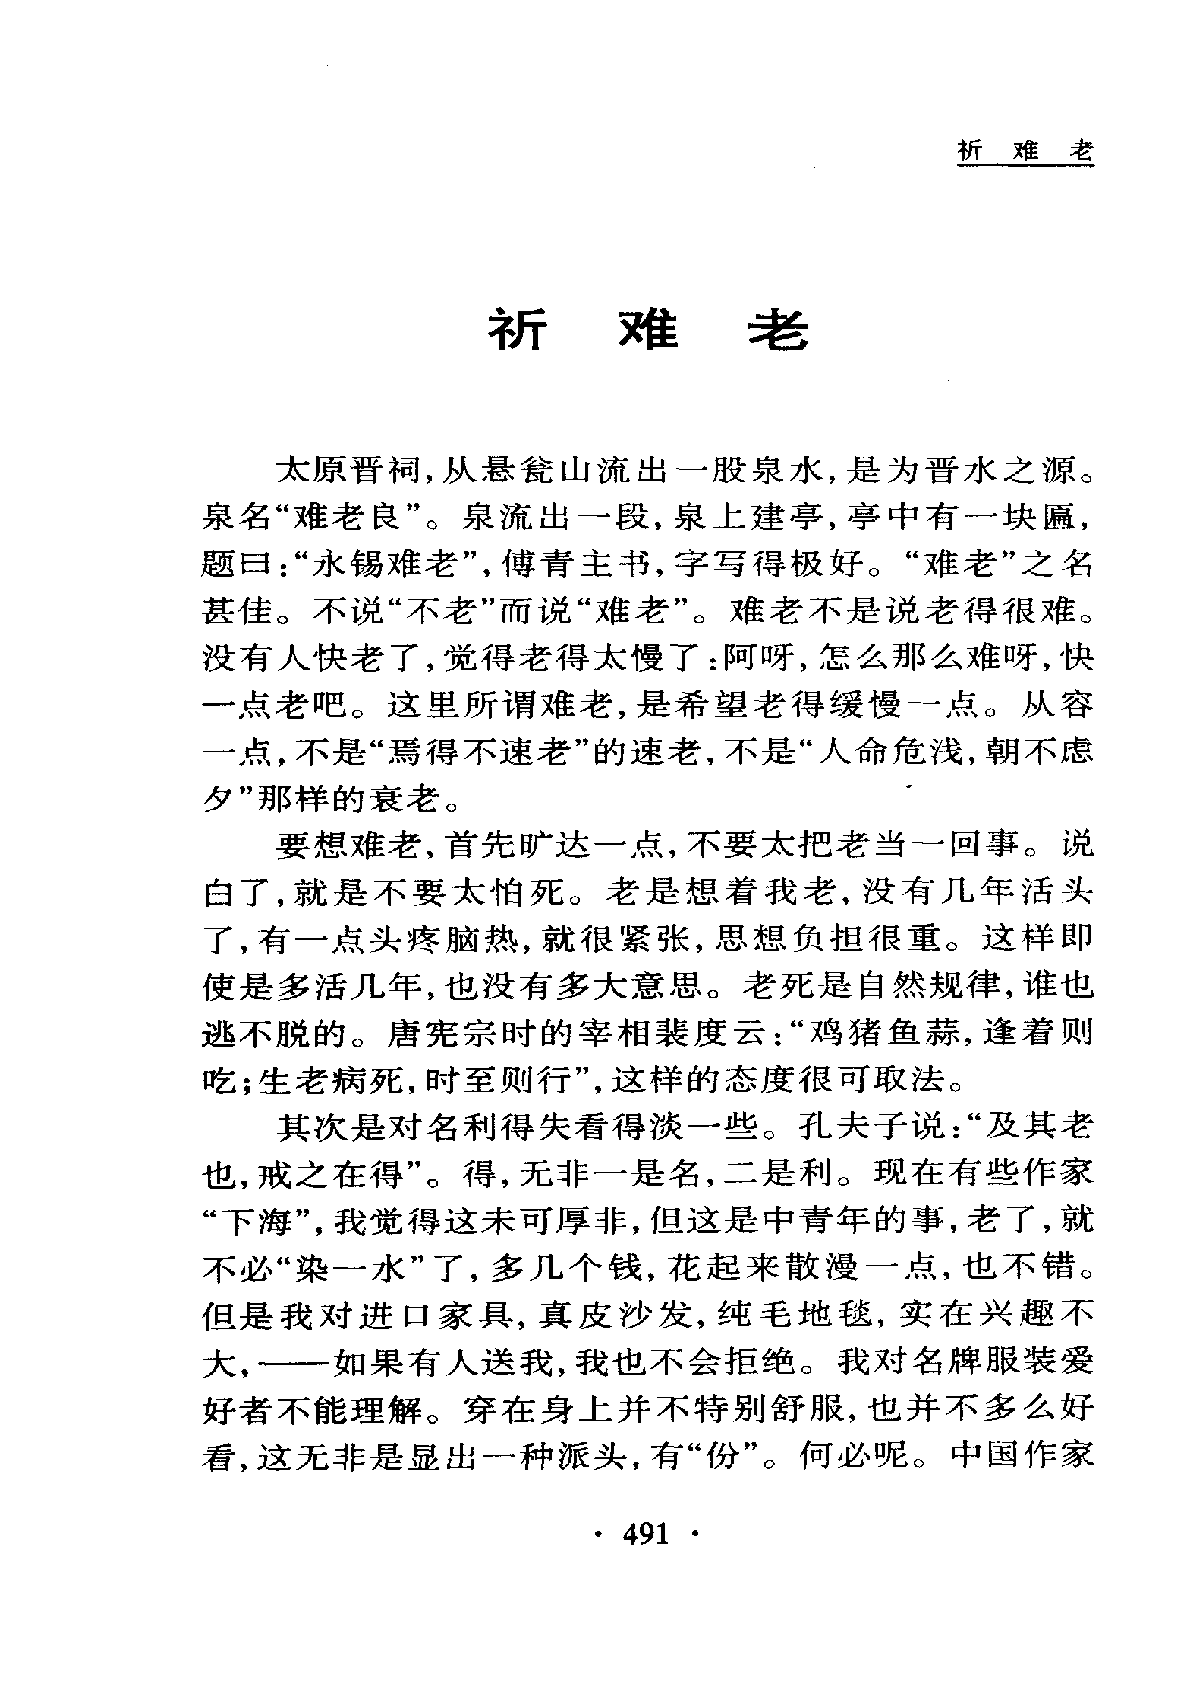 祈 难 老
祈 难 老
太原晋祠，从悬瓮山流出一股泉水，是为晋水之源。
泉名“难老良”。泉流出一段，泉上建亭，亭中有一块匾，
题曰：“永锡难老”，傅青主书，字写得极好。“难老”之名
甚佳。不说“不老”而说“难老”。难老不是说老得很难。
没有人快老了，觉得老得太慢了：阿呀，怎么那么难呀，快
一点老吧。这里所谓难老，是希望老得缓慢一点。从容
一点，不是“焉得不速老”的速老，不是“人命危浅，朝不虑
夕”那样的衰老。
要想难老，首先旷达一点，不要太把老当一回事。说
白了，就是不要太怕死。老是想着我老，没有几年活头
了，有一点头疼脑热，就很紧张，思想负担很重。这样即
使是多活几年，也没有多大意思。老死是自然规律，谁也
逃不脱的。唐宪宗时的宰相裴度云：“鸡猪鱼蒜，逢着则
吃；生老病死，时至则行”，这样的态度很可取法。
其次是对名利得失看得淡一些。孔夫子说：“及其老
也，戒之在得”。得，无非一是名，二是利。现在有些作家
“下海”，我觉得这未可厚非，但这是中青年的事，老了，就
不必“染一水”了，多几个钱，花起来散漫一点，也不错。
但是我对进口家具，真皮沙发，纯毛地毯，实在兴趣不
大，——如果有人送我，我也不会拒绝。我对名牌服装爱
好者不能理解。穿在身上并不特别舒服，也并不多么好
看，这无非是显出一种派头，有“份”。何必呢。中国作家
· 491 ·